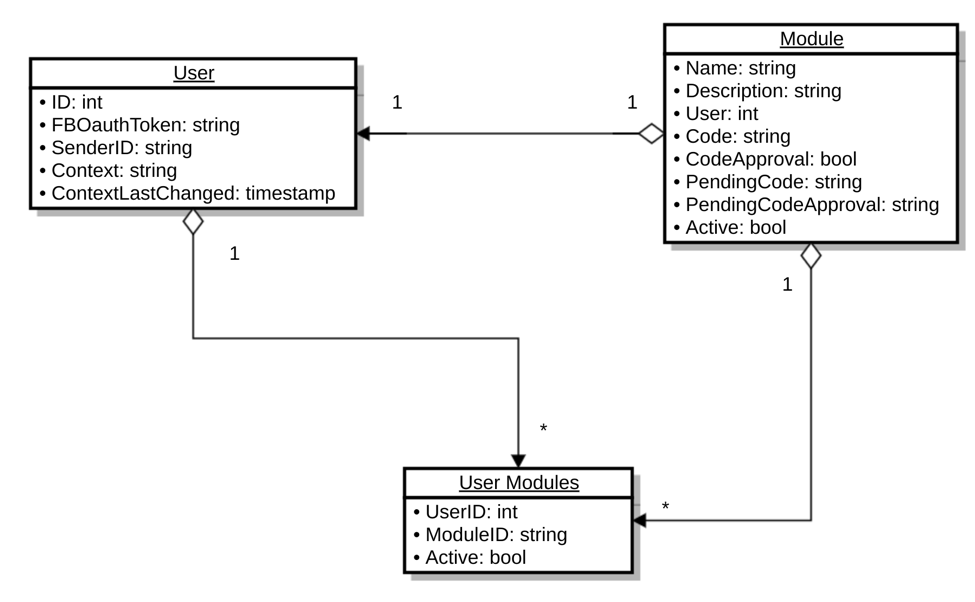 User
• ID: int
• FBOauthToken: string
• SenderID: string
• Context: string
• ContextLastChanged: timestamp
1
1
Module
• Name: string
• Description: string
• User: int
• Code: string
• CodeApproval: bool
• PendingCode: string
• PendingCodeApproval: string
• Active: bool
1
1
*
*
User Modules
• UserID: int
• ModuleID: string
• Active: bool